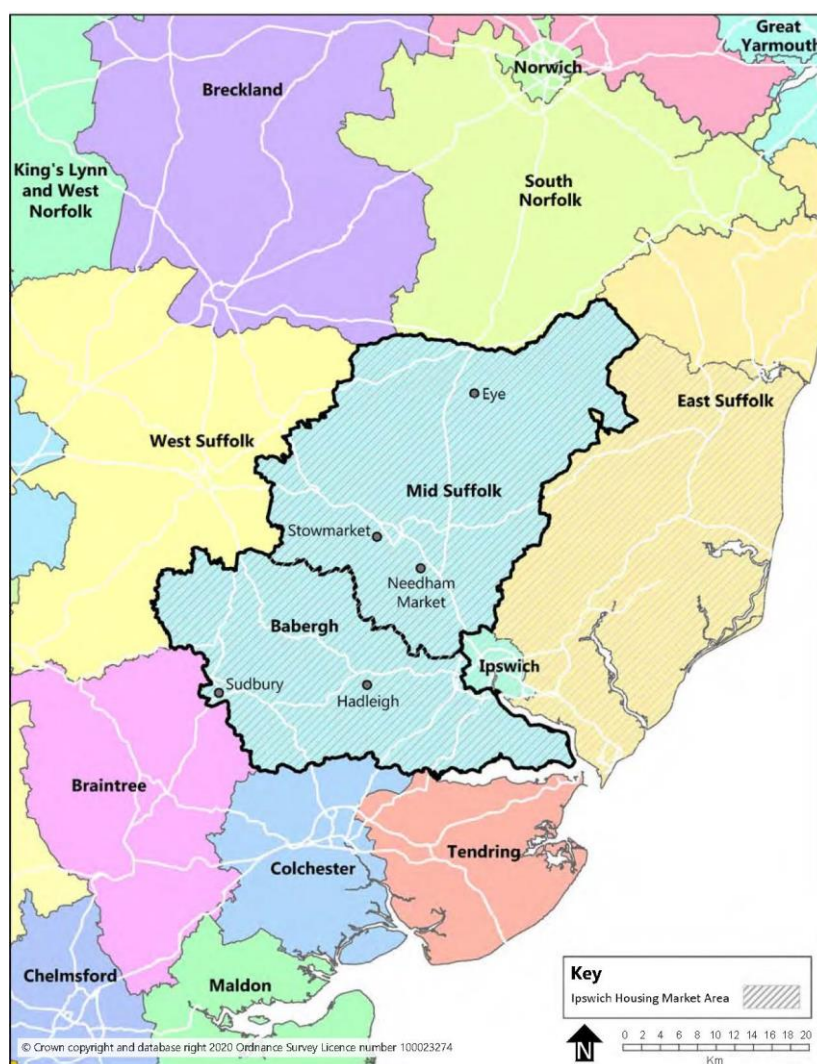 Great
Yarmouth
Norwich
Breckland
King's Lynn
and West
Norfolk
South
Norfolk
Eye
East Suffolk
West Suffolk
Mid Suffolk
Stowmarket
Needham
Market
Babergh
Ipswich
Sudbury
Hadleigh
Braintree
Tendring
Colchester
Chelmsford
Maldon
Key
Ipswich Housing Market Area
N
0 2 4 6 8 10 12 14 16 18 20
Km
© Crown copyright and database right 2020 Ordnance Survey Licence number 100023274